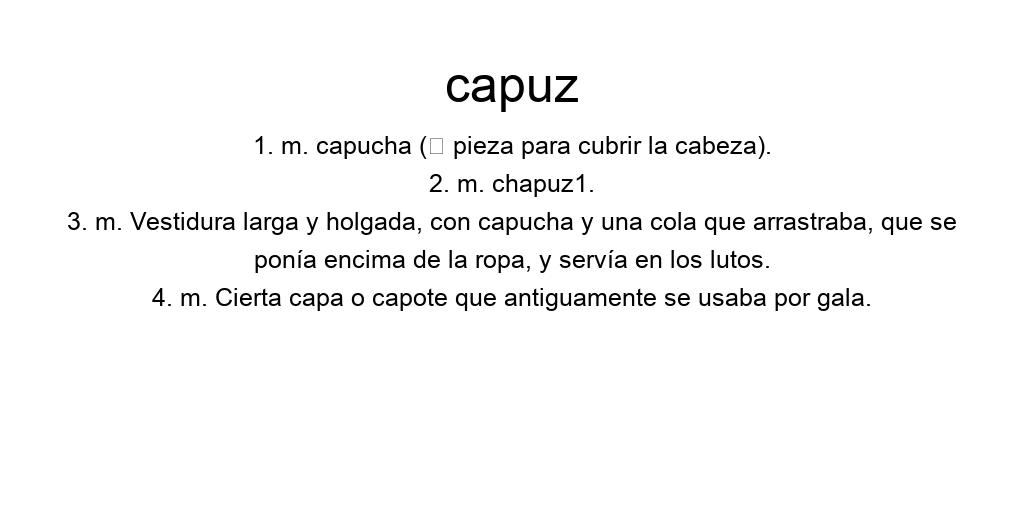 capuz
1. m. capucha (▯ pieza para cubrir la cabeza).
2. m. chapuz1.
3. m. Vestidura larga y holgada, con capucha y una cola que arrastraba, que se
ponía encima de la ropa, y servía en los lutos.
4. m. Cierta capa o capote que antiguamente se usaba por gala.